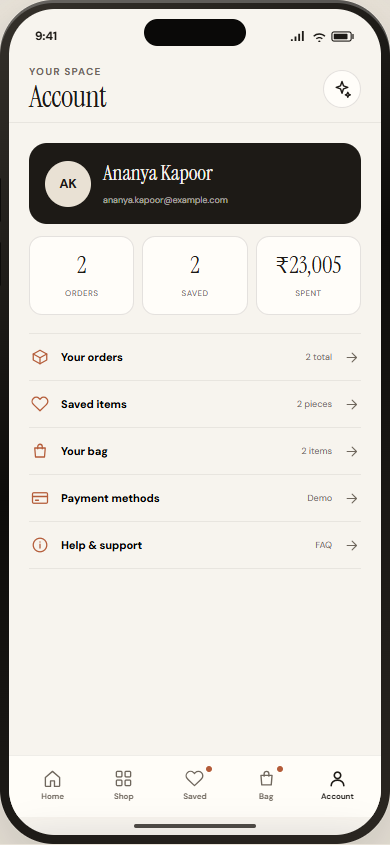 9:41
YOUR SPACE
Account
AK
Ananya Kapoor
ananya.kapoor@example.com
2
ORDERS
2
SAVED
₹23,005
SPENT
Your orders 2 total
Saved items 2 pieces
Your bag 2 items
Payment methods Demo
Help & support FAQ
Home Shop Saved Bag Account